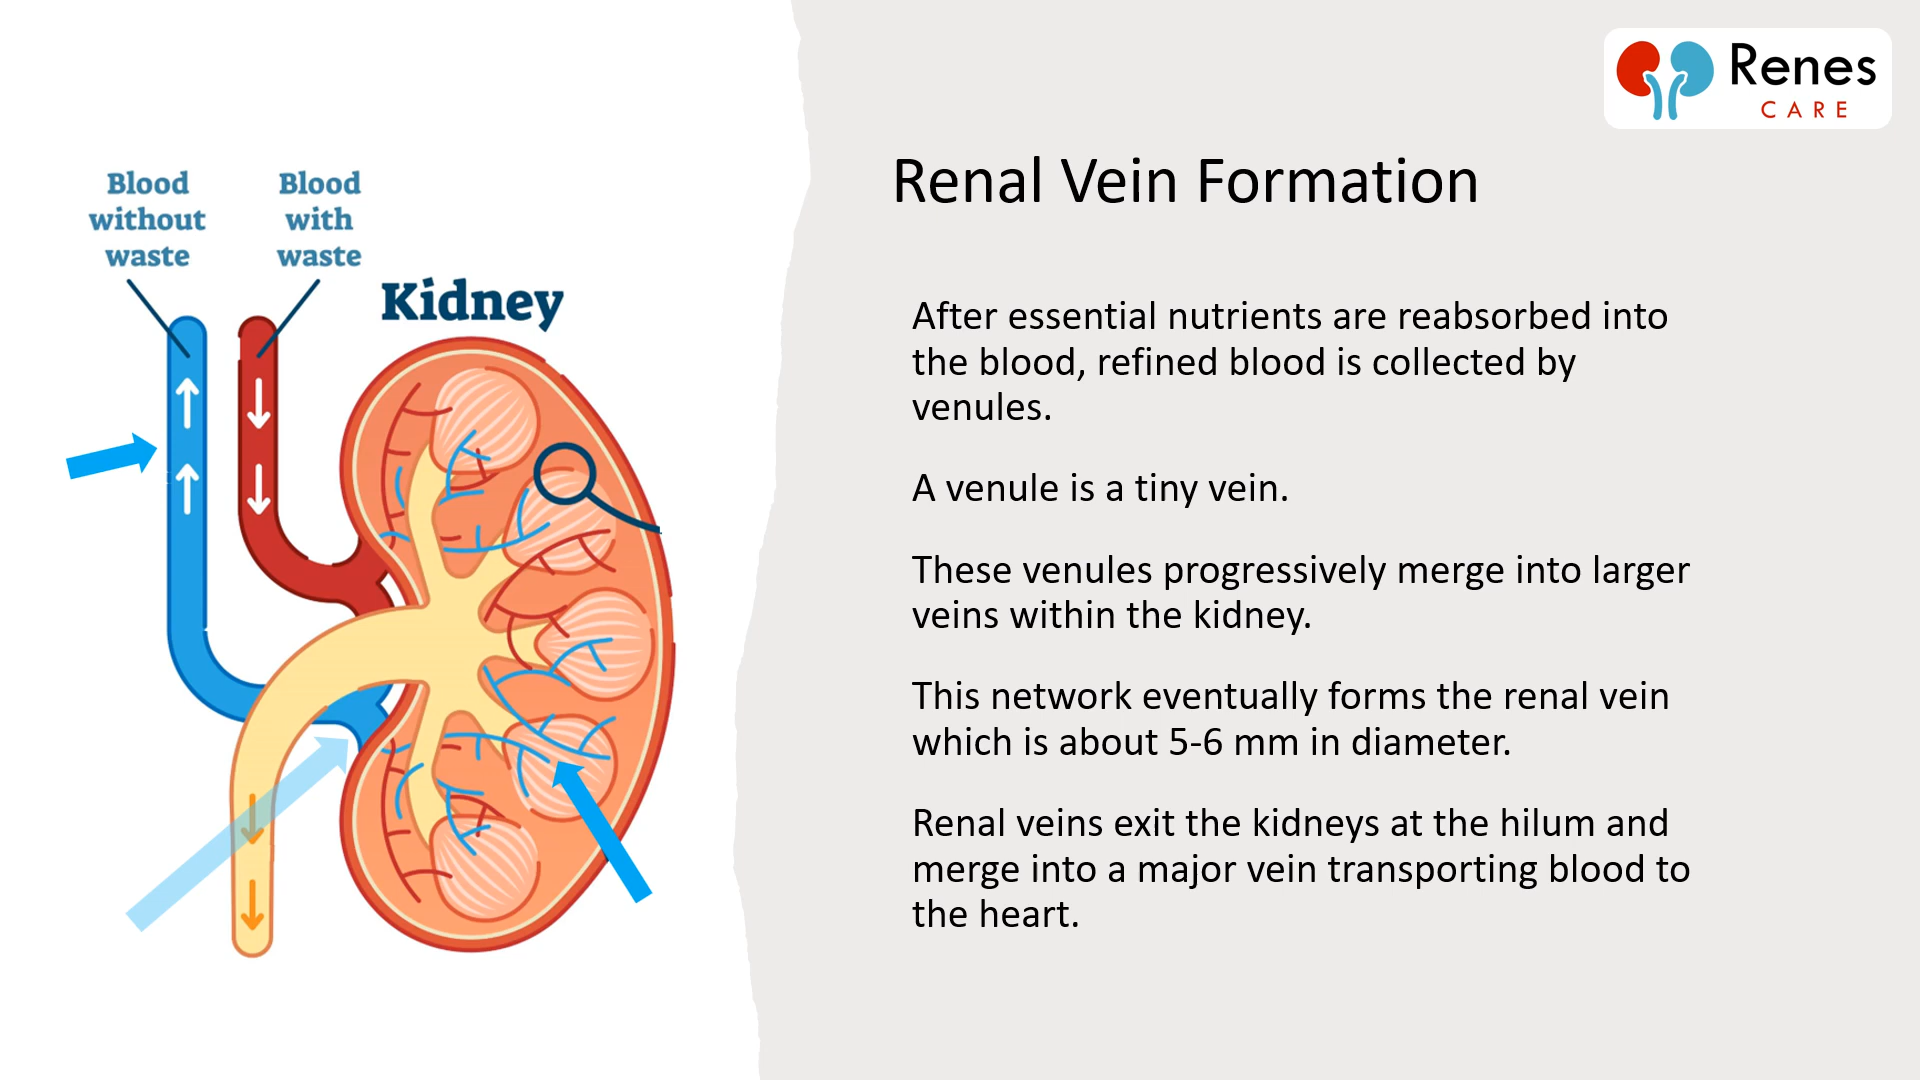 Renes
CARE
Renal Vein Formation
Blood
without
waste
Blood
with
waste
Kidney
After essential nutrients are reabsorbed into
the blood, refined blood is collected by
venules.
A venule is a tiny vein.
These venules progressively merge into larger
veins within the kidney.
This network eventually forms the renal vein
which is about 5-6 mm in diameter.
Renal veins exit the kidneys at the hilum and
merge into a major vein transporting blood to
the heart.